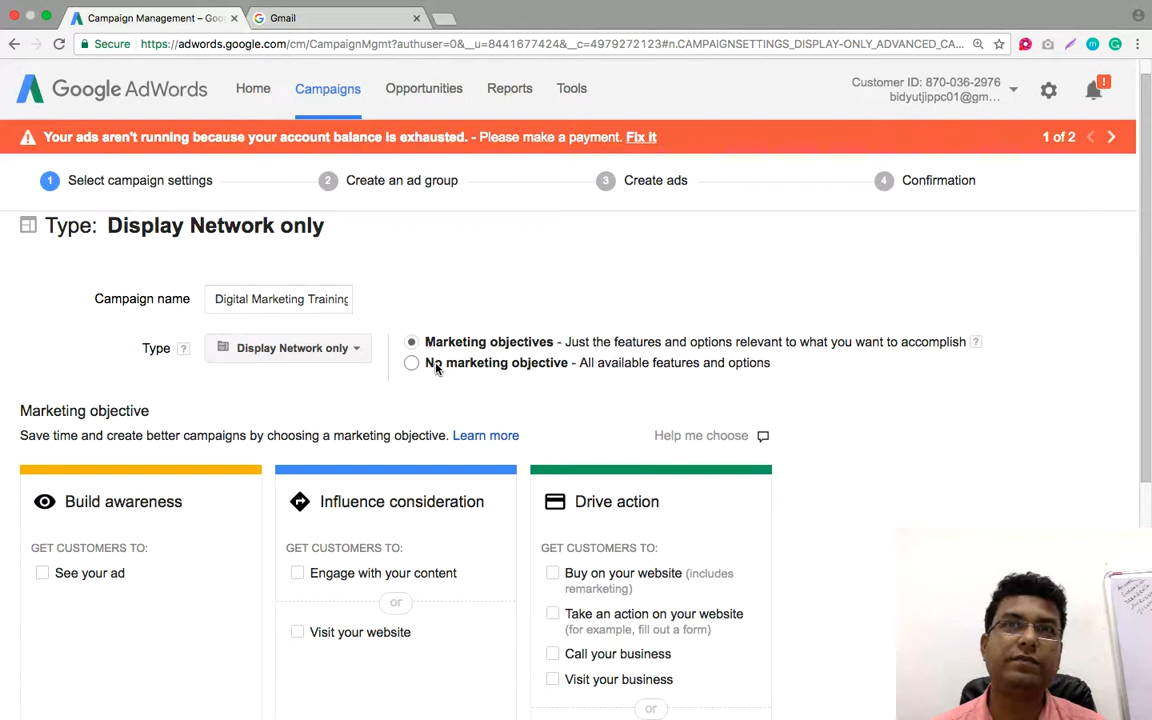 Campaign Management – Goo
Gmail
Secure https://adwords.google.com/cm/CampaignMgmt?authuser=0&__u=8441677424&__c=4979272123#n.CAMPAIGNSETTINGS_DISPLAY-ONLY_ADVANCED_CA...
Google AdWords Home Campaigns Opportunities Reports Tools
Customer ID: 870-036-2976
bidyutjippc01@gm...
!
Your ads aren't running because your account balance is exhausted. - Please make a payment. Fix it 1 of 2
1 Select campaign settings 2 Create an ad group 3 Create ads 4 Confirmation
Type: Display Network only
Campaign name Digital Marketing Training
Type ? Display Network only
Marketing objectives - Just the features and options relevant to what you want to accomplish ?
No marketing objective - All available features and options
Marketing objective
Save time and create better campaigns by choosing a marketing objective. Learn more Help me choose
Build awareness
GET CUSTOMERS TO:
See your ad
Influence consideration
GET CUSTOMERS TO:
Engage with your content
or
Visit your website
Drive action
GET CUSTOMERS TO:
Buy on your website (includes
remarketing)
Take an action on your website
(for example, fill out a form)
Call your business
Visit your business
or